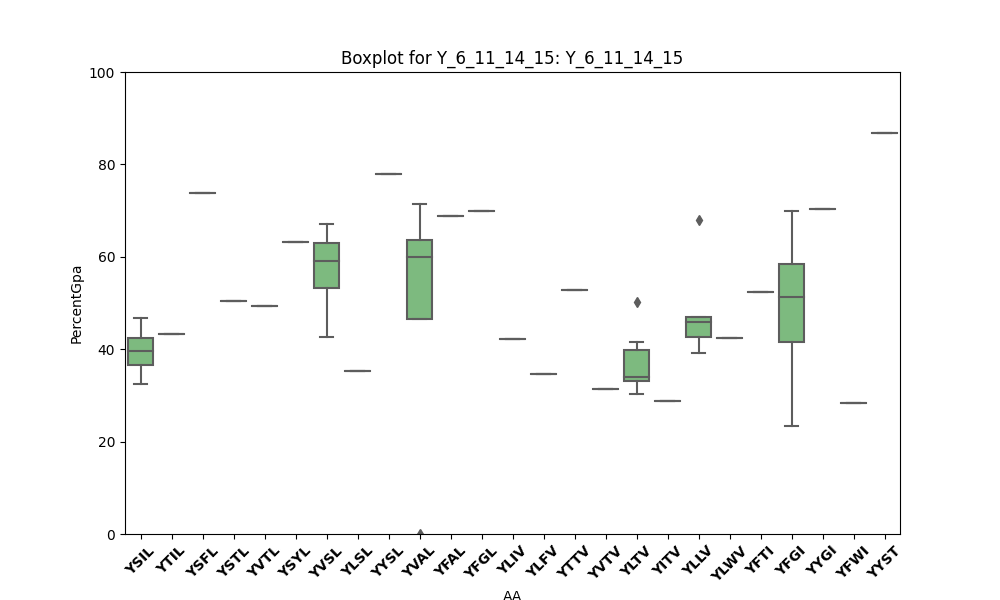 Boxplot for Y_6_11_14_15: Y_6_11_14_15
100
80
60
40
20
0
PercentGpa
YSIL YTIL YSFL YSTL YVTL YSYL YVSL YLSL YYSL YVAL YFAL YFGL YLIV YLFV YTTV YVTV YLTV YITV YLLV YLWV YFTI YFGI YYGI YFWI YYST
AA